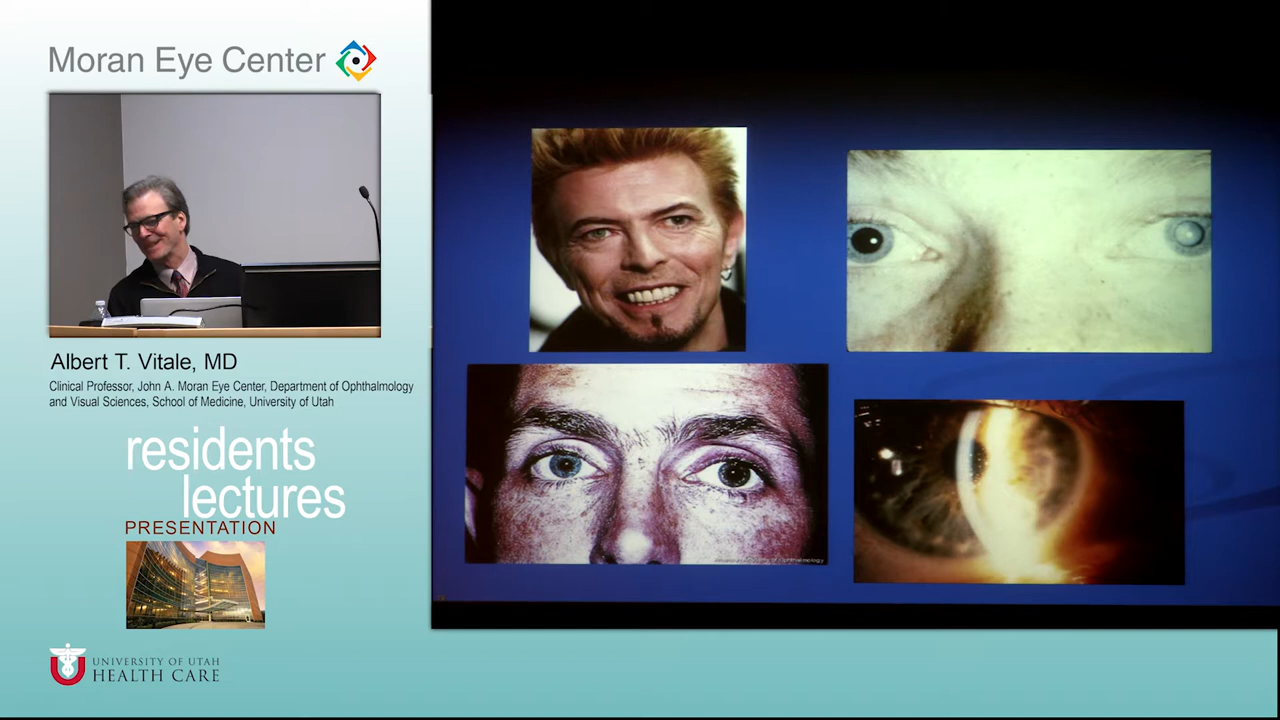 Moran Eye Center
Albert T. Vitale, MD
Clinical Professor, John A. Moran Eye Center, Department of Ophthalmology
and Visual Sciences, School of Medicine, University of Utah
residents
lectures
PRESENTATION
UNIVERSITY OF UTAH
HEALTH CARE